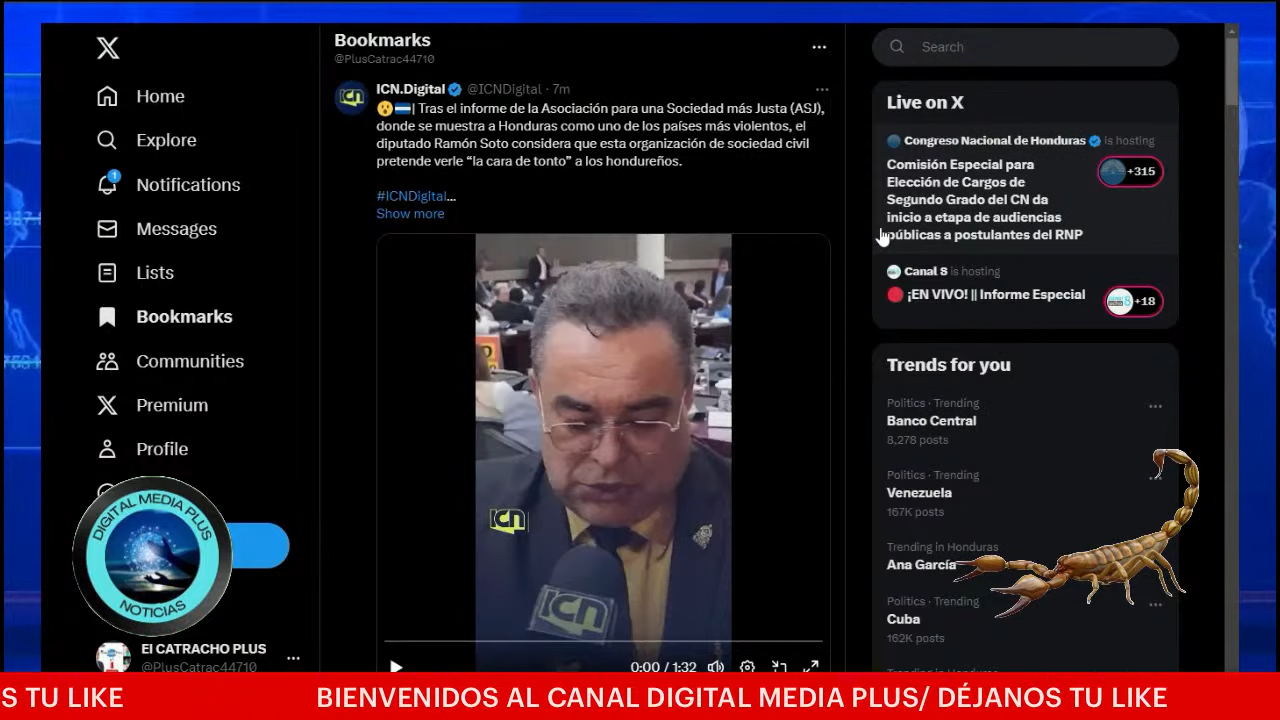 Home
Explore
1
Notifications
Messages
Lists
Bookmarks
Communities
Premium
Profile
DIGITAL MEDIA PLUS
NOTICIAS
El CATRACHO PLUS
@PlusCatrac44710
Bookmarks
@PlusCatrac44710
ICN.Digital @ICNDigital · 7m
| Tras el informe de la Asociación para una Sociedad más Justa (ASJ),
donde se muestra a Honduras como uno de los países más violentos, el
diputado Ramón Soto considera que esta organización de sociedad civil
pretende verle “la cara de tonto” a los hondureños.
#ICNDigital...
Show more
icn
ICN
0:00 / 1:32
Search
Live on X
Congreso Nacional de Honduras is hosting
Comisión Especial para
Elección de Cargos de
Segundo Grado del CN da
inicio a etapa de audiencias
públicas a postulantes del RNP
+315
Canal 8 is hosting
¡EN VIVO! || Informe Especial
+18
Trends for you
Politics · Trending
Banco Central
8,278 posts
Politics · Trending
Venezuela
167K posts
Trending in Honduras
Ana García
Politics · Trending
Cuba
162K posts
S TU LIKE
BIENVENIDOS AL CANAL DIGITAL MEDIA PLUS/ DÉJANOS TU LIKE